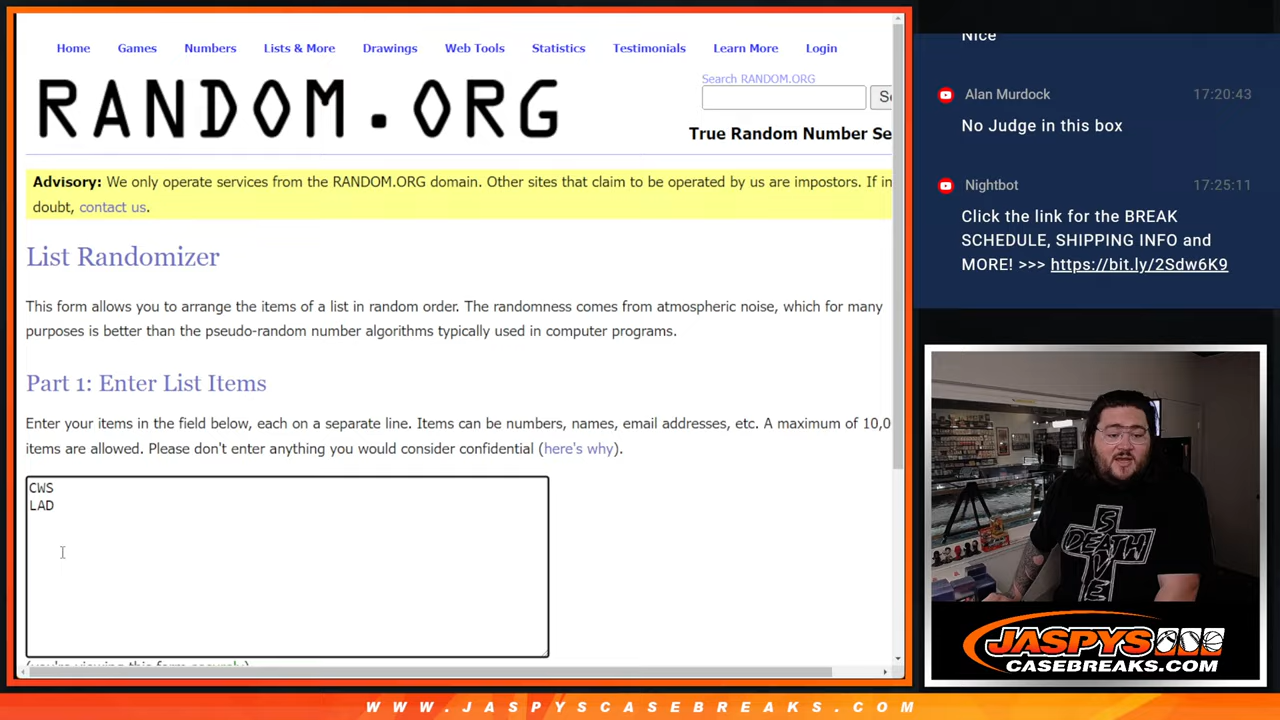 Home Games Numbers Lists & More Drawings Web Tools Statistics Testimonials Learn More Login
RANDOM.ORG
Search RANDOM.ORG
True Random Number Se
Advisory: We only operate services from the RANDOM.ORG domain. Other sites that claim to be operated by us are impostors. If in
doubt, contact us.
List Randomizer
This form allows you to arrange the items of a list in random order. The randomness comes from atmospheric noise, which for many
purposes is better than the pseudo-random number algorithms typically used in computer programs.
Part 1: Enter List Items
Enter your items in the field below, each on a separate line. Items can be numbers, names, email addresses, etc. A maximum of 10,0
items are allowed. Please don't enter anything you would consider confidential (here's why).
CWS
LAD
(you're viewing this form securely)
Nice
Alan Murdock 17:20:43
No Judge in this box
Nightbot 17:25:11
Click the link for the BREAK
SCHEDULE, SHIPPING INFO and
MORE! >>> https://bit.ly/2Sdw6K9
DEATH
SAVES
JASPYS
CASEBREAKS.COM
WWW.JASPYSCASEBREAKS.COM